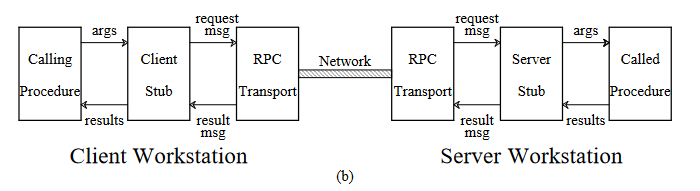 args
request
msg
Calling
Procedure
Client
Stub
RPC
Transport
results
result
msg
Network
request
msg
args
RPC
Transport
Server
Stub
Called
Procedure
result
msg
results
Client Workstation
Server Workstation
(b)